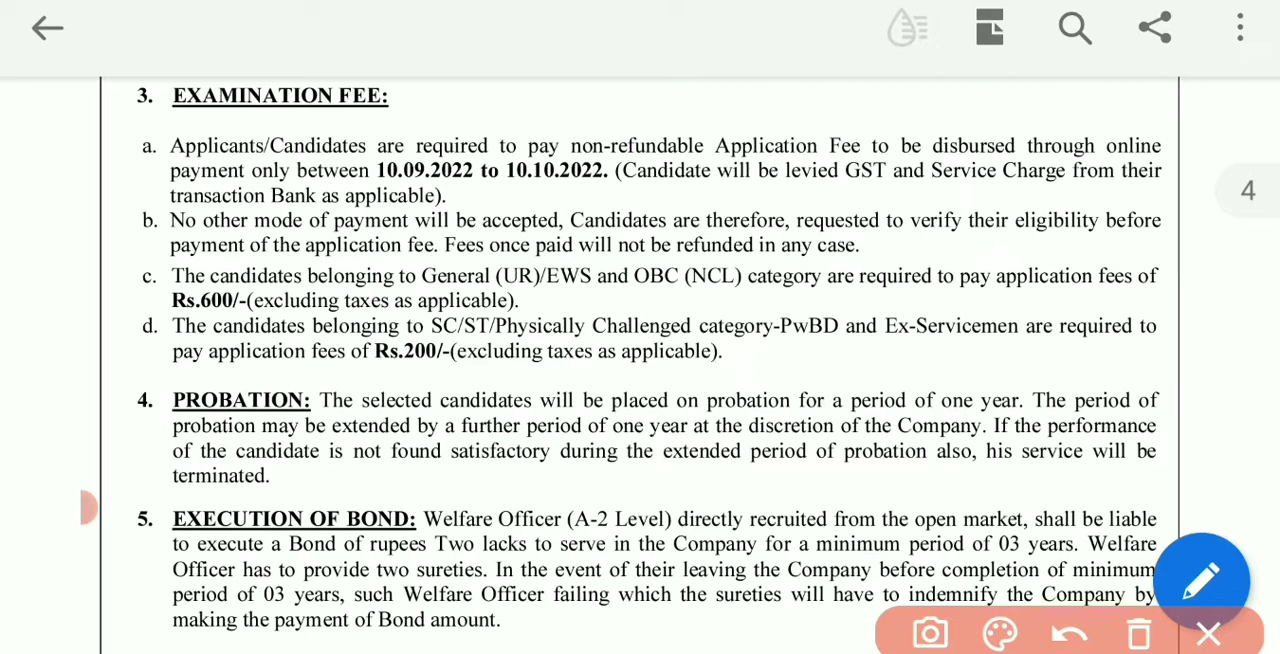 3. EXAMINATION FEE:
a. Applicants/Candidates are required to pay non-refundable Application Fee to be disbursed through online
payment only between 10.09.2022 to 10.10.2022. (Candidate will be levied GST and Service Charge from their
transaction Bank as applicable).
4
b. No other mode of payment will be accepted, Candidates are therefore, requested to verify their eligibility before
payment of the application fee. Fees once paid will not be refunded in any case.
c. The candidates belonging to General (UR)/EWS and OBC (NCL) category are required to pay application fees of
Rs.600/-(excluding taxes as applicable).
d. The candidates belonging to SC/ST/Physically Challenged category-PwBD and Ex-Servicemen are required to
pay application fees of Rs.200/-(excluding taxes as applicable).
4. PROBATION: The selected candidates will be placed on probation for a period of one year. The period of
probation may be extended by a further period of one year at the discretion of the Company. If the performance
of the candidate is not found satisfactory during the extended period of probation also, his service will be
terminated.
5. EXECUTION OF BOND: Welfare Officer (A-2 Level) directly recruited from the open market, shall be liable
to execute a Bond of rupees Two lacks to serve in the Company for a minimum period of 03 years. Welfare
Officer has to provide two sureties. In the event of their leaving the Company before completion of minimum
period of 03 years, such Welfare Officer failing which the sureties will have to indemnify the Company by
making the payment of Bond amount.